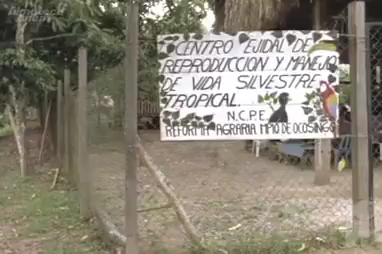 CENTRO EJIDAL DE
REPRODUCCION Y MANEJO
DE VIDA SILVESTRE
TROPICAL.
N.C.P.E.
REFORMA AGRARIA MPIO DE OCOSINGO